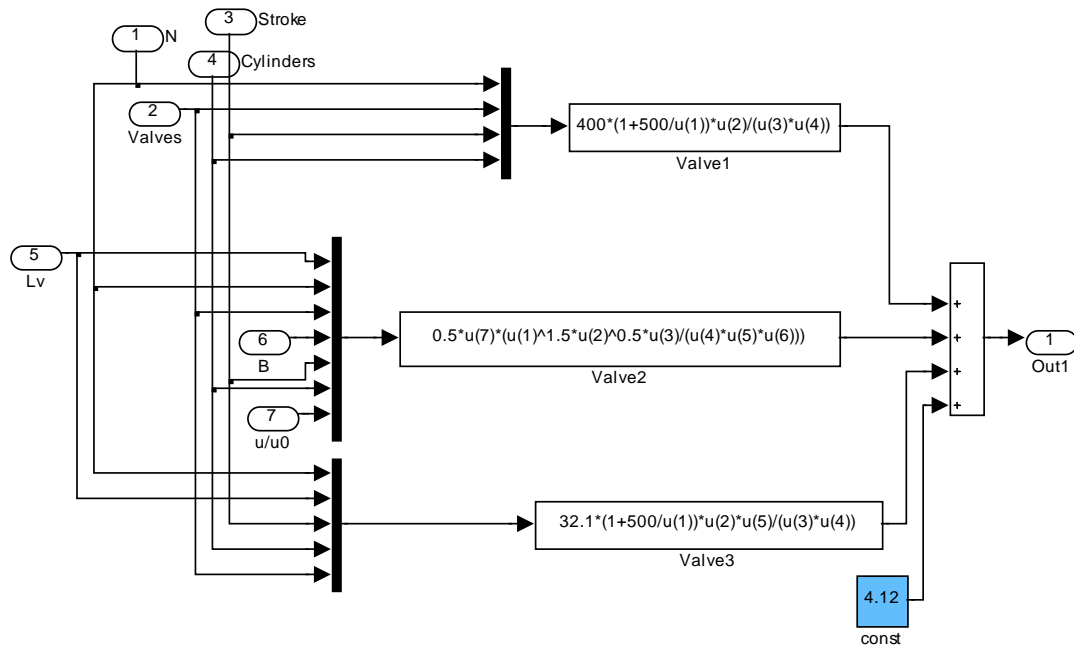 3
Stroke
1
N
4
Cylinders
2
Valves
400*(1+500/u(1))*u(2)/(u(3)*u(4))
Valve1
5
Lv
6
B
0.5*u(7)*(u(1)^1.5*u(2)^0.5*u(3)/(u(4)*u(5)*u(6)))
Valve2
+
+
+
+
1
Out1
7
u/u0
32.1*(1+500/u(1))*u(2)*u(5)/(u(3)*u(4))
Valve3
4.12
const